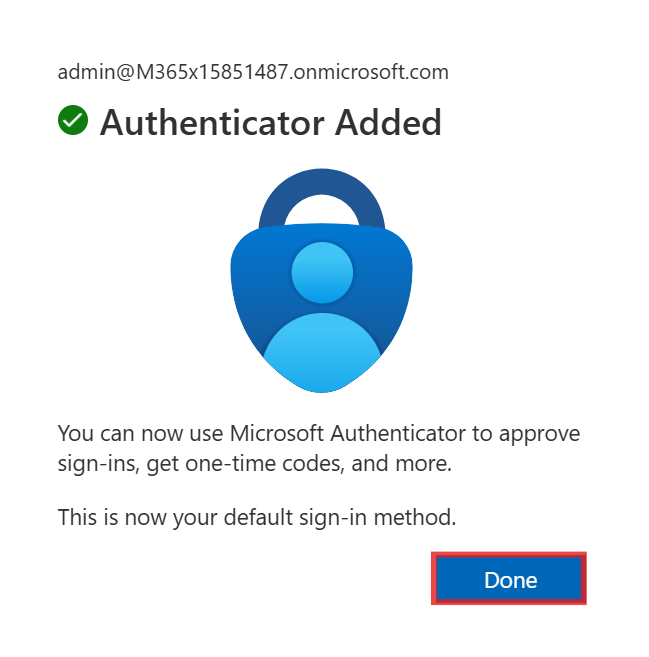 admin@M365x15851487.onmicrosoft.com
Authenticator Added
You can now use Microsoft Authenticator to approve
sign-ins, get one-time codes, and more.
This is now your default sign-in method.
Done